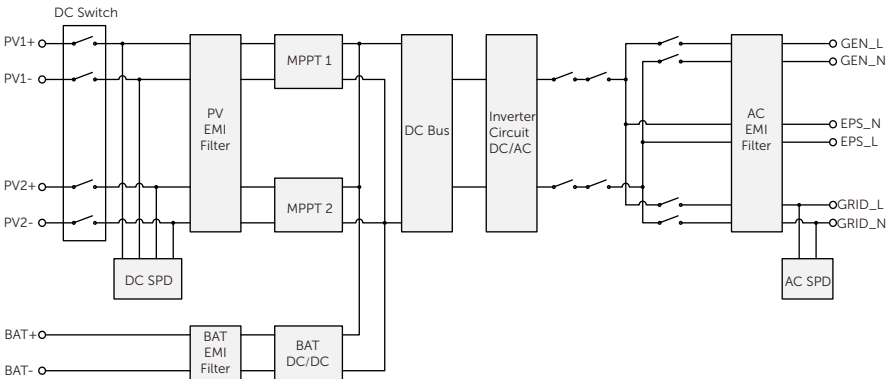 DC Switch
PV1+
PV1-
PV2+
PV2-
DC SPD
BAT+
BAT-
PV
EMI
Filter
MPPT 1
MPPT 2
BAT
EMI
Filter
BAT
DC/DC
DC Bus
Inverter
Circuit
DC/AC
AC
EMI
Filter
GEN_L
GEN_N
EPS_N
EPS_L
GRID_L
GRID_N
AC SPD